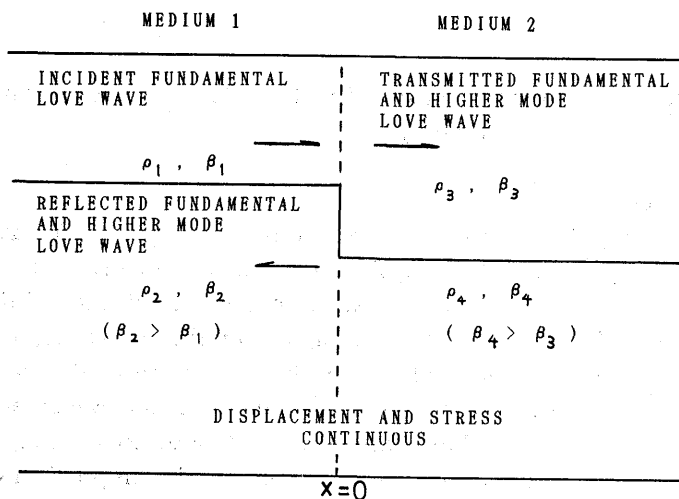 MEDIUM 1
MEDIUM 2
INCIDENT FUNDAMENTAL
LOVE WAVE
ρ₁ , β₁
TRANSMITTED FUNDAMENTAL
AND HIGHER MODE
LOVE WAVE
ρ₃ , β₃
REFLECTED FUNDAMENTAL
AND HIGHER MODE
LOVE WAVE
ρ₂ , β₂
(β₂ > β₁)
ρ₄ , β₄
( β₄ > β₃ )
DISPLACEMENT AND STRESS
CONTINUOUS
X=0